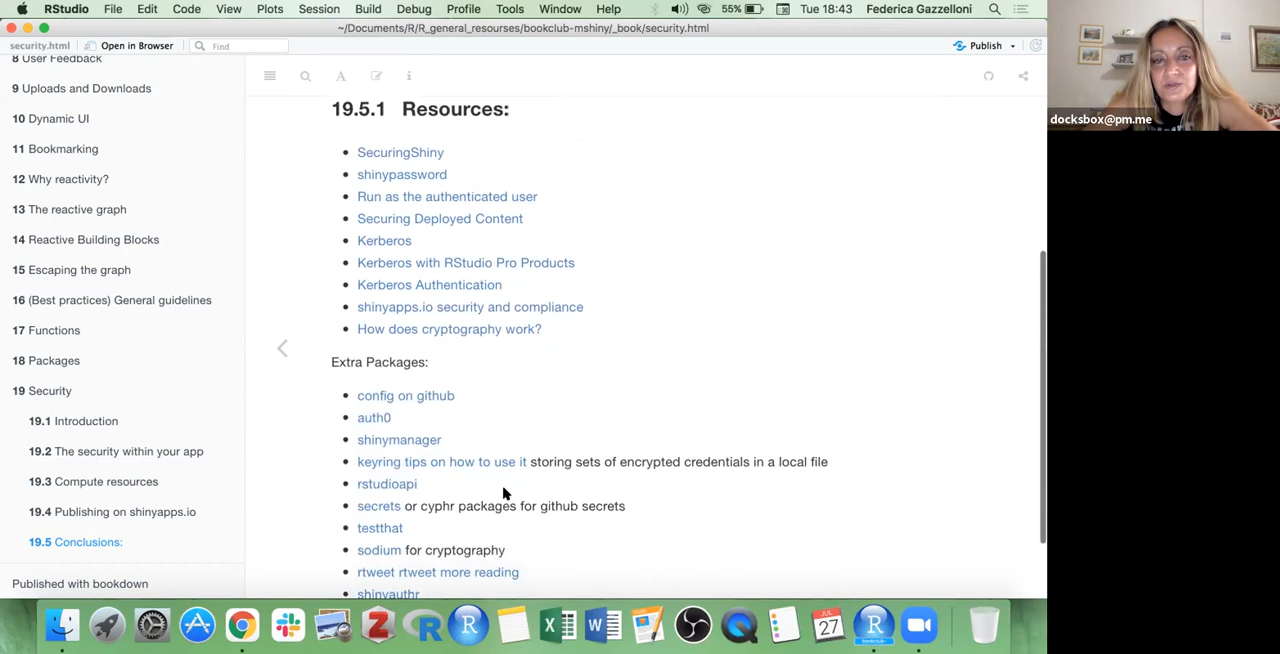 RStudio File Edit Code View Plots Session Build Debug Profile Tools Window Help 55% Tue 18:43 Federica Gazzelloni
~/Documents/R/R_general_resourses/bookclub-mshiny/_book/security.html
security.html Open in Browser Find Publish
8 User Feedback
9 Uploads and Downloads
10 Dynamic UI
11 Bookmarking
12 Why reactivity?
13 The reactive graph
14 Reactive Building Blocks
15 Escaping the graph
16 (Best practices) General guidelines
17 Functions
18 Packages
19 Security
19.1 Introduction
19.2 The security within your app
19.3 Compute resources
19.4 Publishing on shinyapps.io
19.5 Conclusions:
Published with bookdown
A i
19.5.1 Resources:
SecuringShiny
shinypassword
Run as the authenticated user
Securing Deployed Content
Kerberos
Kerberos with RStudio Pro Products
Kerberos Authentication
shinyapps.io security and compliance
How does cryptography work?
Extra Packages:
config on github
auth0
shinymanager
keyring tips on how to use it storing sets of encrypted credentials in a local file
rstudioapi
secrets or cyphr packages for github secrets
testthat
sodium for cryptography
rtweet rtweet more reading
shinyauthr
docksbox@pm.me
Z R R X W JUL 27 R